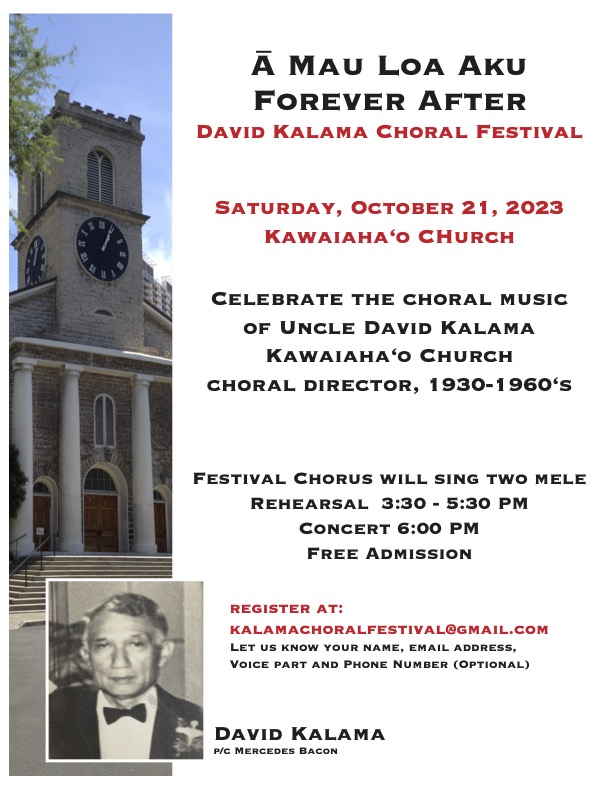 Ā Mau Loa Aku
Forever After
David Kalama Choral Festival
Saturday, October 21, 2023
Kawaiaha‘o CHurch
Celebrate the choral music
of Uncle David Kalama
Kawaiaha‘o Church
choral director, 1930-1960‘s
Festival Chorus will sing two mele
Rehearsal 3:30 - 5:30 PM
Concert 6:00 PM
Free Admission
register at:
kalamachoralfestival@gmail.com
Let us know your name, email address,
Voice part and Phone Number (Optional)
David Kalama
p/c Mercedes Bacon